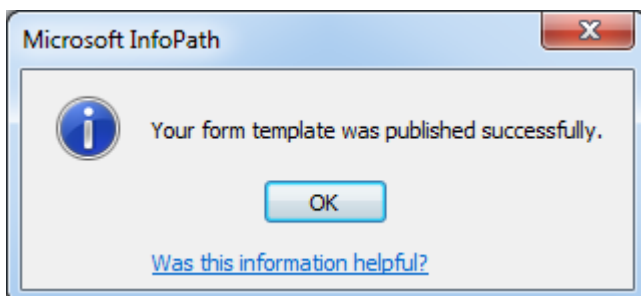 Microsoft InfoPath
Your form template was published successfully.
OK
Was this information helpful?